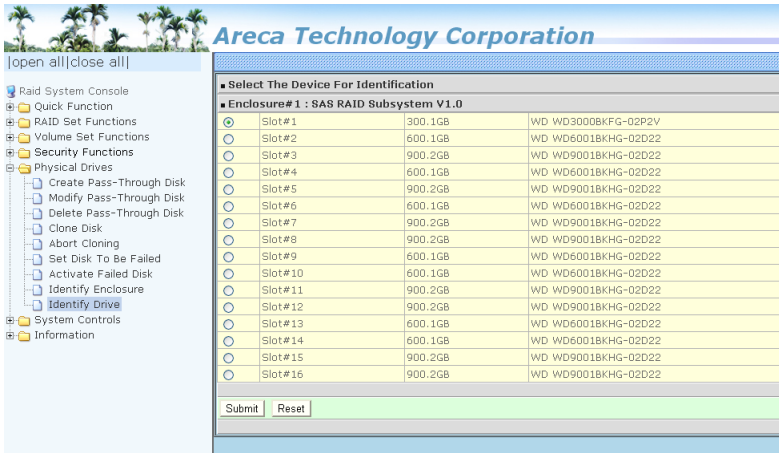 Areca Technology Corporation
|open all|close all|
Raid System Console
Quick Function
RAID Set Functions
Volume Set Functions
Security Functions
Physical Drives
Create Pass-Through Disk
Modify Pass-Through Disk
Delete Pass-Through Disk
Clone Disk
Abort Cloning
Set Disk To Be Failed
Activate Failed Disk
Identify Enclosure
Identify Drive
System Controls
Information
Select The Device For Identification
Enclosure#1 : SAS RAID Subsystem V1.0
Slot#1 300.1GB WD WD3000BKFG-02P2V
Slot#2 600.1GB WD WD6001BKHG-02D22
Slot#3 900.2GB WD WD9001BKHG-02D22
Slot#4 600.1GB WD WD6001BKHG-02D22
Slot#5 900.2GB WD WD9001BKHG-02D22
Slot#6 600.1GB WD WD6001BKHG-02D22
Slot#7 900.2GB WD WD9001BKHG-02D22
Slot#8 900.2GB WD WD9001BKHG-02D22
Slot#9 600.1GB WD WD6001BKHG-02D22
Slot#10 600.1GB WD WD6001BKHG-02D22
Slot#11 900.2GB WD WD9001BKHG-02D22
Slot#12 900.2GB WD WD9001BKHG-02D22
Slot#13 600.1GB WD WD6001BKHG-02D22
Slot#14 600.1GB WD WD6001BKHG-02D22
Slot#15 900.2GB WD WD9001BKHG-02D22
Slot#16 900.2GB WD WD9001BKHG-02D22
Submit Reset